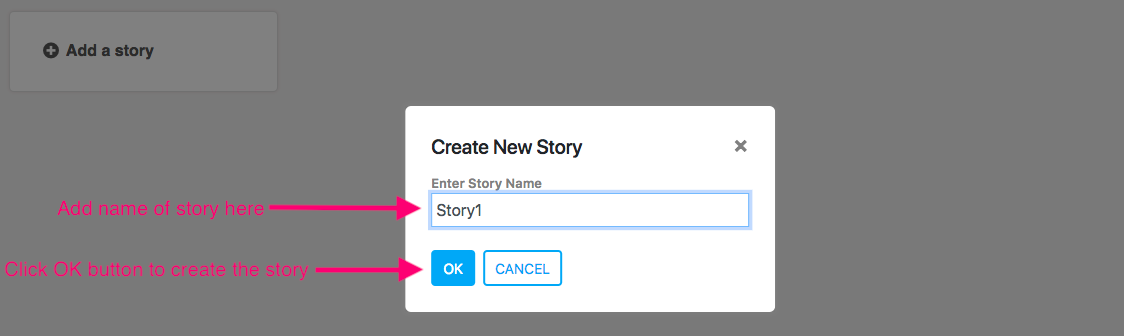 Add a story
Create New Story
Enter Story Name
Add name of story here
Story1
Click OK button to create the story
OK
CANCEL